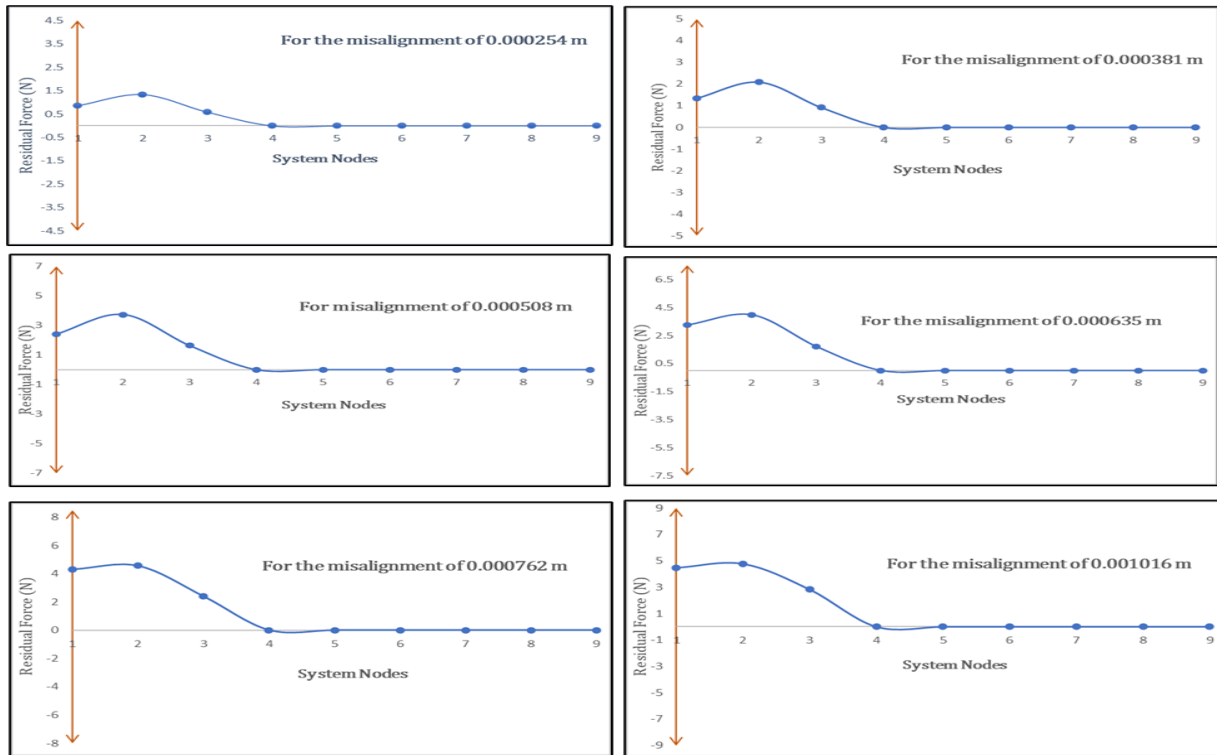 4.5
3.5
2.5
1.5
0.5
-0.5
-1.5
-2.5
-3.5
-4.5
Residual Force (N)
For the misalignment of 0.000254 m
1 2 3 4 5 6 7 8 9
System Nodes
5
4
3
2
1
0
-1
-2
-3
-4
-5
Residual Force (N)
For the misalignment of 0.000381 m
1 2 3 4 5 6 7 8 9
System Nodes
7
5
3
1
-1
-3
-5
-7
Residual Force (N)
For misalignment of 0.000508 m
1 2 3 4 5 6 7 8 9
System Nodes
6.5
4.5
2.5
0.5
-1.5
-3.5
-5.5
-7.5
Residual Force (N)
For the misalignment of 0.000635 m
1 2 3 4 5 6 7 8 9
System Nodes
8
6
4
2
0
-2
-4
-6
-8
Residual Force (N)
For the misalignment of 0.000762 m
1 2 3 4 5 6 7 8 9
System Nodes
9
7
5
3
1
-1
-3
-5
-7
-9
Residual Force (N)
For the misalignment of 0.001016 m
1 2 3 4 5 6 7 8 9
System Nodes